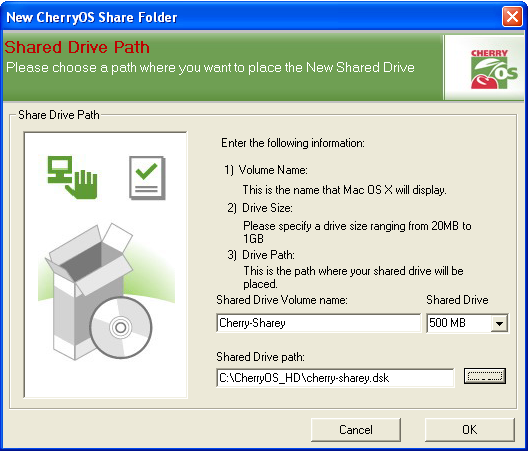 New CherryOS Share Folder
Shared Drive Path
Please choose a path where you want to place the New Shared Drive
CHERRY
OS
Share Drive Path
Enter the following information:
1) Volume Name:
This is the name that Mac OS X will display.
2) Drive Size:
Please specify a drive size ranging from 20MB to
1GB
3) Drive Path:
This is the path where your shared drive will be
placed.
Shared Drive Volume name: Shared Drive
Cherry-Sharey 500 MB
Shared Drive path:
C:\CherryOS_HD\cherry-sharey.dsk ...
Cancel OK